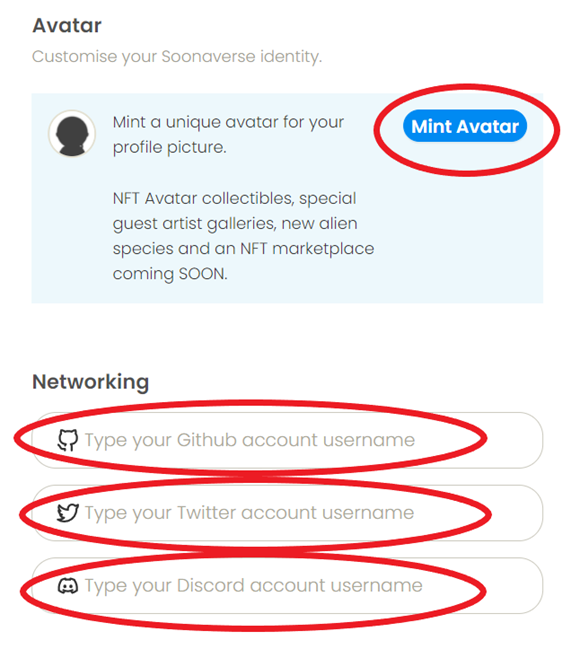 Avatar
Customise your Soonaverse identity.
Mint a unique avatar for your
profile picture.
Mint Avatar
NFT Avatar collectibles, special
guest artist galleries, new alien
species and an NFT marketplace
coming SOON.
Networking
Type your Github account username
Type your Twitter account username
Type your Discord account username